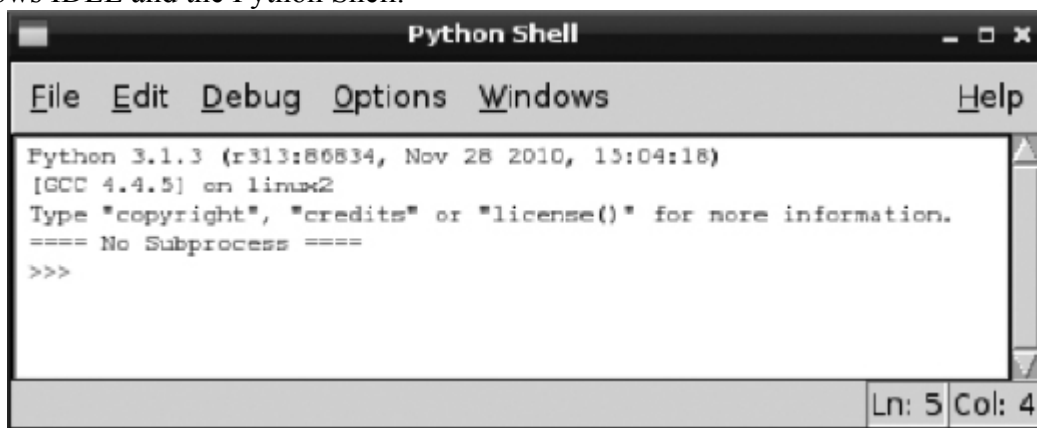 ows IDLE and the Python Shell.
Python Shell
File Edit Debug Options Windows Help
Python 3.1.3 (r313:86834, Nov 28 2010, 15:04:18)
[GCC 4.4.5] on linux2
Type "copyright", "credits" or "license()" for more information.
==== No Subprocess ====
>>>
Ln: 5 Col: 4